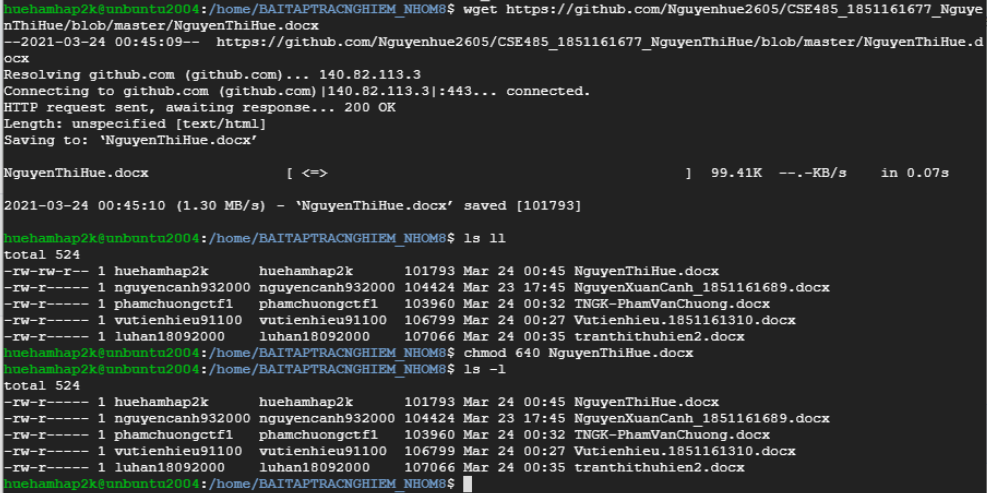 huehamhap2k@unbuntu2004:/home/BAITAPTRACNGHIEM_NHOM8$ wget https://github.com/Nguyenhue2605/CSE485_1851161677_Nguye
nThiHue/blob/master/NguyenThiHue.docx
--2021-03-24 00:45:09--  https://github.com/Nguyenhue2605/CSE485_1851161677_NguyenThiHue/blob/master/NguyenThiHue.d
ocx
Resolving github.com (github.com)... 140.82.113.3
Connecting to github.com (github.com)|140.82.113.3|:443... connected.
HTTP request sent, awaiting response... 200 OK
Length: unspecified [text/html]
Saving to: ‘NguyenThiHue.docx’
NguyenThiHue.docx                  [ <=>                                                ]  99.41K  --.-KB/s    in 0.07s
2021-03-24 00:45:10 (1.30 MB/s) - ‘NguyenThiHue.docx’ saved [101793]
huehamhap2k@unbuntu2004:/home/BAITAPTRACNGHIEM_NHOM8$ ls ll
total 524
-rw-rw-r-- 1 huehamhap2k      huehamhap2k      101793 Mar 24 00:45 NguyenThiHue.docx
-rw-r----- 1 nguyencanh932000 nguyencanh932000 104424 Mar 23 17:45 NguyenXuanCanh_1851161689.docx
-rw-r----- 1 phamchuongctf1   phamchuongctf1   103960 Mar 24 00:32 TNGK-PhamVanChuong.docx
-rw-r----- 1 vutienhieu91100  vutienhieu91100  106799 Mar 24 00:27 Vutienhieu.1851161310.docx
-rw-r----- 1 luhan18092000    luhan18092000    107066 Mar 24 00:35 tranthithuhien2.docx
huehamhap2k@unbuntu2004:/home/BAITAPTRACNGHIEM_NHOM8$ chmod 640 NguyenThiHue.docx
huehamhap2k@unbuntu2004:/home/BAITAPTRACNGHIEM_NHOM8$ ls -l
total 524
-rw-r----- 1 huehamhap2k      huehamhap2k      101793 Mar 24 00:45 NguyenThiHue.docx
-rw-r----- 1 nguyencanh932000 nguyencanh932000 104424 Mar 23 17:45 NguyenXuanCanh_1851161689.docx
-rw-r----- 1 phamchuongctf1   phamchuongctf1   103960 Mar 24 00:32 TNGK-PhamVanChuong.docx
-rw-r----- 1 vutienhieu91100  vutienhieu91100  106799 Mar 24 00:27 Vutienhieu.1851161310.docx
-rw-r----- 1 luhan18092000    luhan18092000    107066 Mar 24 00:35 tranthithuhien2.docx
huehamhap2k@unbuntu2004:/home/BAITAPTRACNGHIEM_NHOM8$